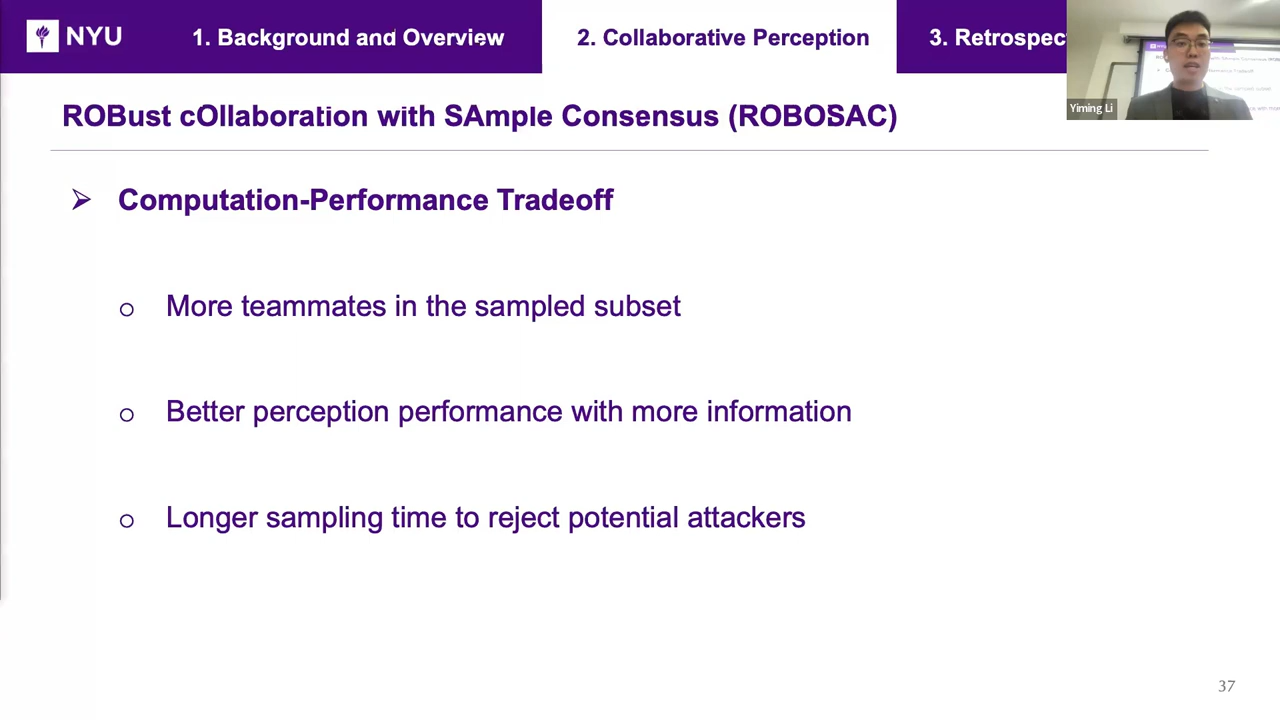 NYU
1. Background and Overview
2. Collaborative Perception
3. Retrospec
Yiming Li
ROBust cOllaboration with SAmple Consensus (ROBOSAC)
➢ Computation-Performance Tradeoff
o More teammates in the sampled subset
o Better perception performance with more information
o Longer sampling time to reject potential attackers
37